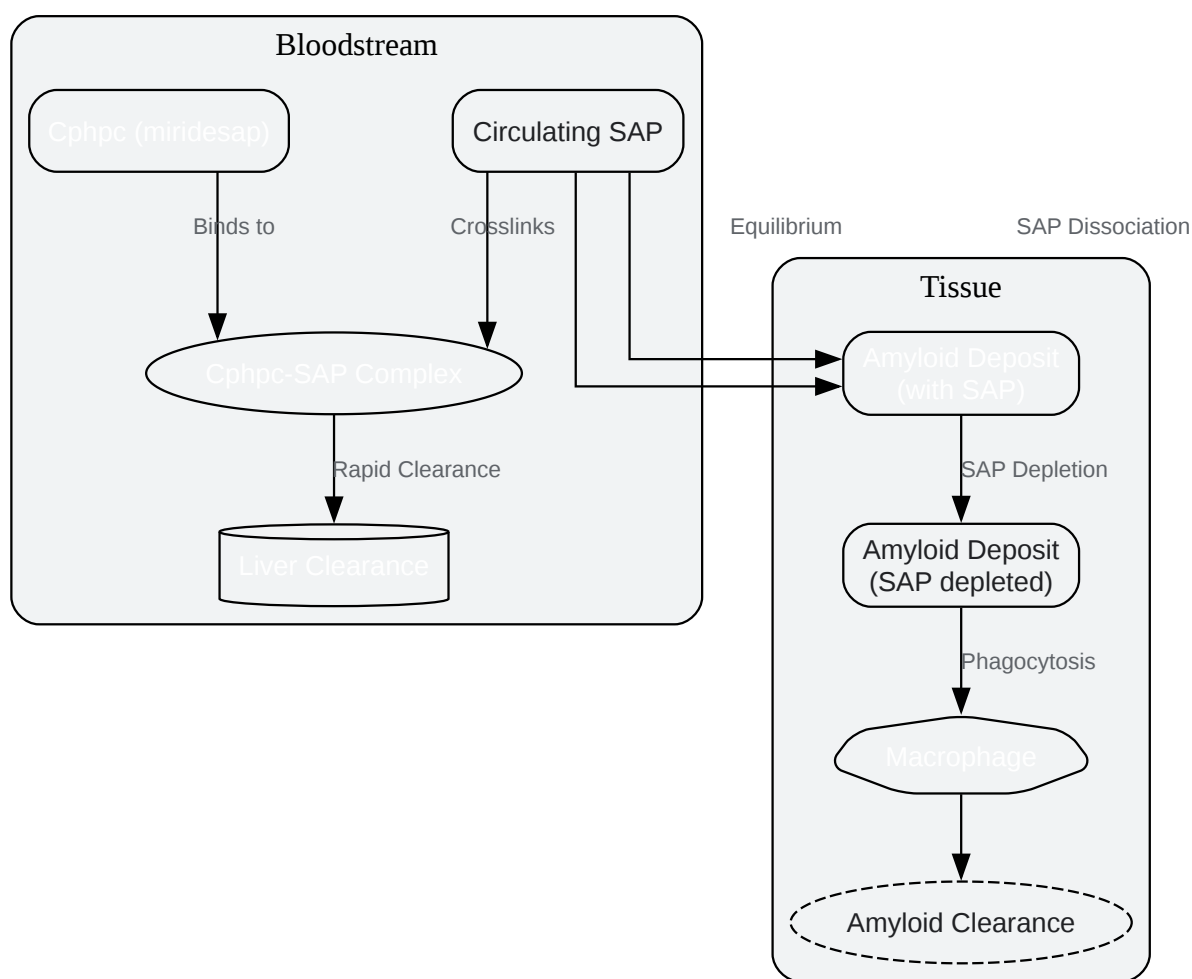 Bloodstream
Cphpc (miridesap)
Circulating SAP
Binds to
Crosslinks
Equilibrium
SAP Dissociation
Tissue
Cphpc-SAP Complex
Amyloid Deposit
(with SAP)
Rapid Clearance
SAP Depletion
Liver Clearance
Amyloid Deposit
(SAP depleted)
Phagocytosis
Macrophage
Amyloid Clearance